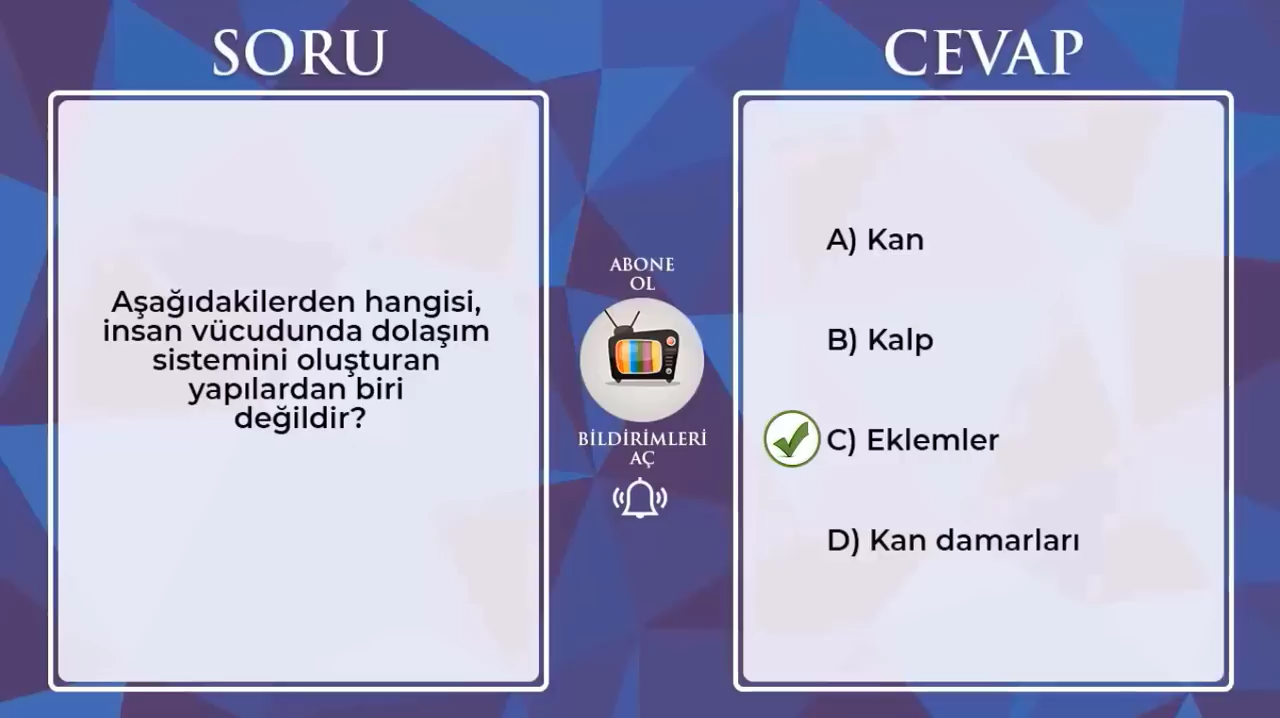 SORU
Aşağıdakilerden hangisi,
insan vücudunda dolaşım
sistemini oluşturan
yapılardan biri
değildir?
ABONE
OL
BİLDİRİMLERİ
AÇ
CEVAP
A) Kan
B) Kalp
C) Eklemler
D) Kan damarları